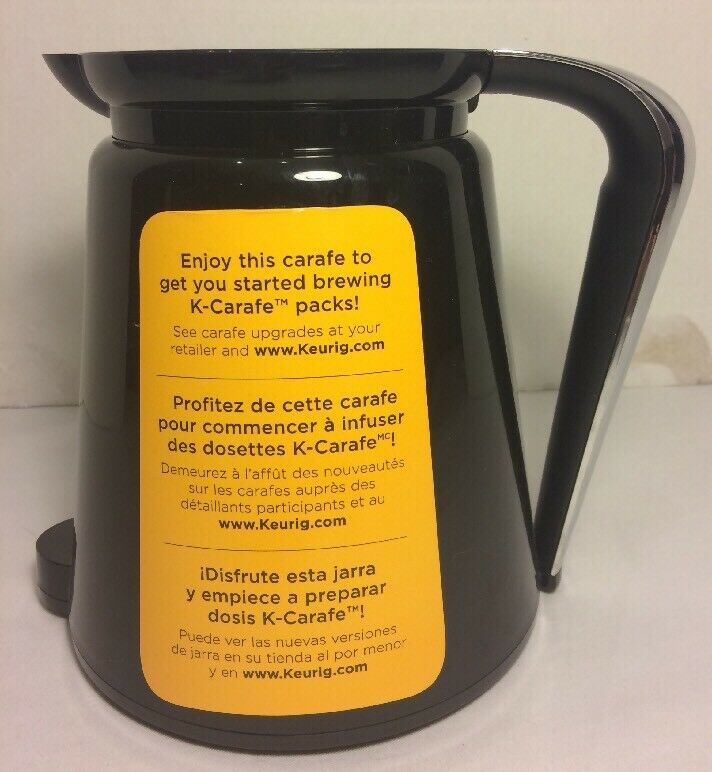 Enjoy this carafe to
get you started brewing
K-Carafe™ packs!
See carafe upgrades at your
retailer and www.Keurig.com
Profitez de cette carafe
pour commencer à infuser
des dosettes K-Carafe ᴹᶜ!
Demeurez à l'affût des nouveautés
sur les carafes auprès des
détaillants participants et au
www.Keurig.com
¡Disfrute esta jarra
y empiece a preparar
dosis K-Carafe™!
Puede ver las nuevas versiones
de jarra en su tienda al por menor
y en www.Keurig.com